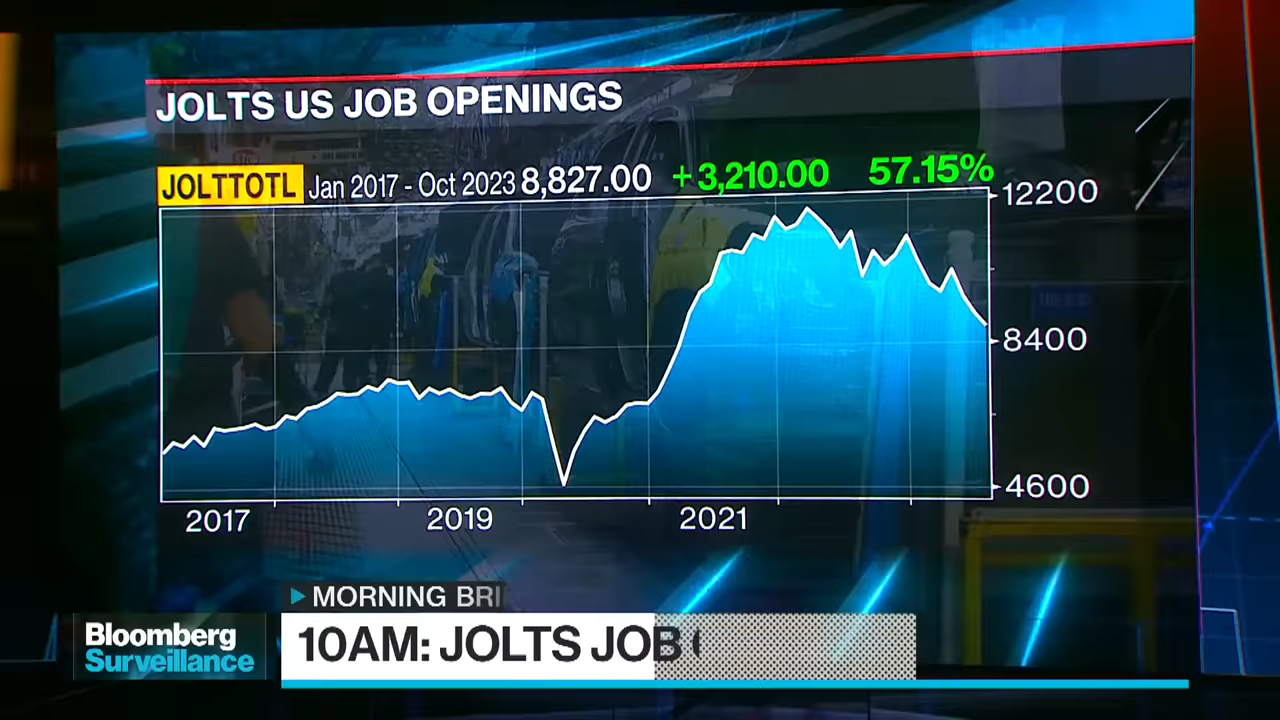 JOLTS US JOB OPENINGS
JOLTTOTL Jan 2017 - Oct 2023 8,827.00 +3,210.00 57.15%
12200
8400
4600
2017 2019 2021
MORNING BRI
10AM: JOLTS JOB
Bloomberg
Surveillance